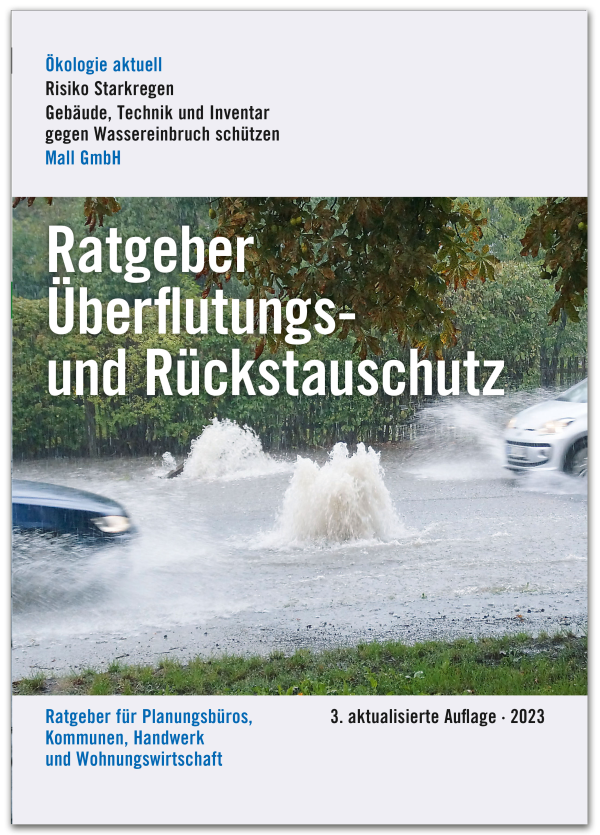 Ökologie aktuell
Risiko Starkregen
Gebäude, Technik und Inventar
gegen Wassereinbruch schützen
Mall GmbH
Ratgeber
Überflutungs-
und Rückstauschutz
Ratgeber für Planungsbüros,
Kommunen, Handwerk
und Wohnungswirtschaft
3. aktualisierte Auflage · 2023